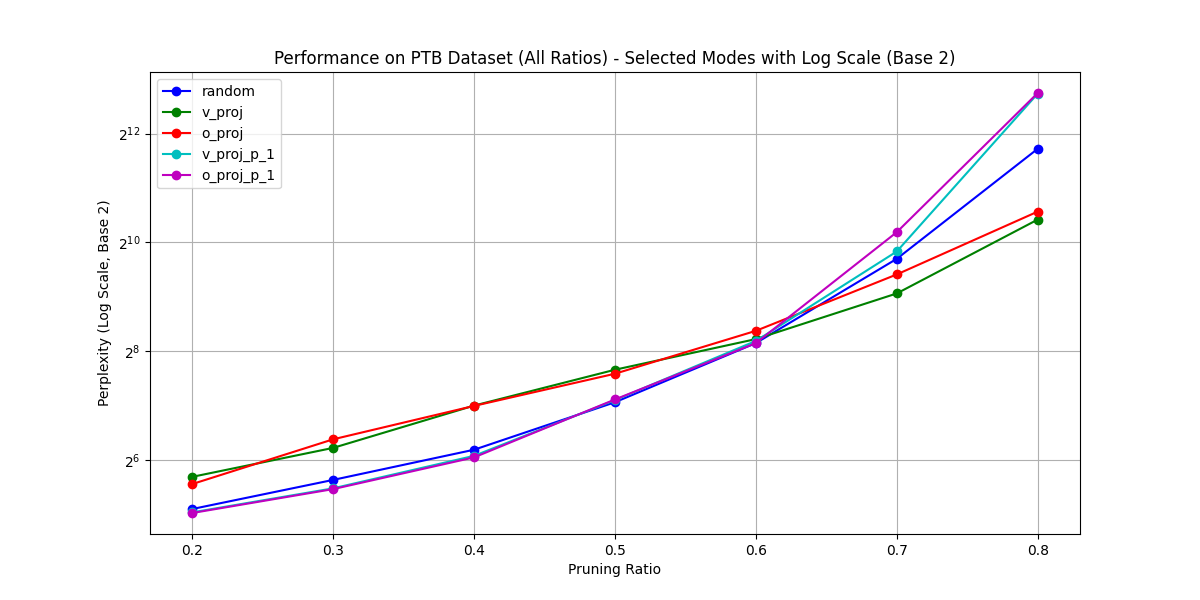 Performance on PTB Dataset (All Ratios) - Selected Modes with Log Scale (Base 2)
random
v_proj
o_proj
v_proj_p_1
o_proj_p_1
Perplexity (Log Scale, Base 2)
2^12
2^10
2^8
2^6
0.2 0.3 0.4 0.5 0.6 0.7 0.8
Pruning Ratio